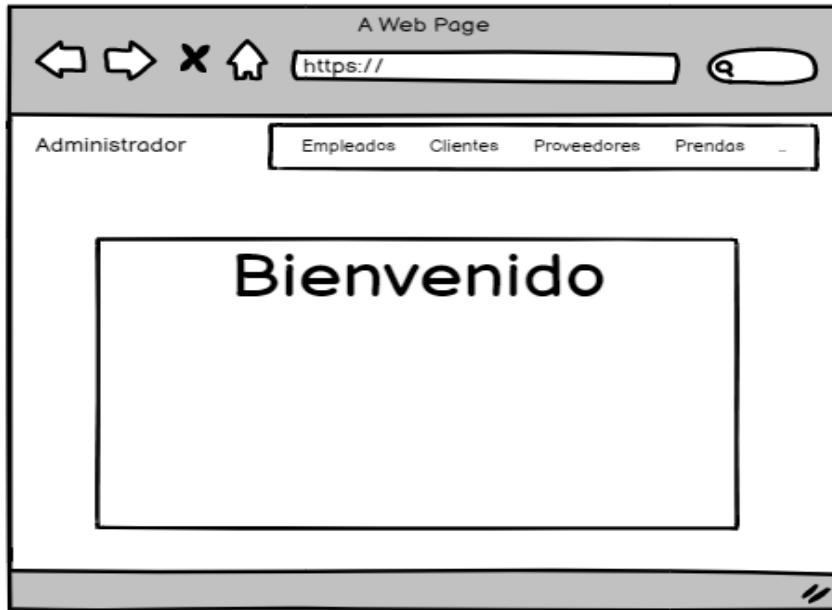 A Web Page
https://
Administrador
Empleados Clientes Proveedores Prendas ...
Bienvenido